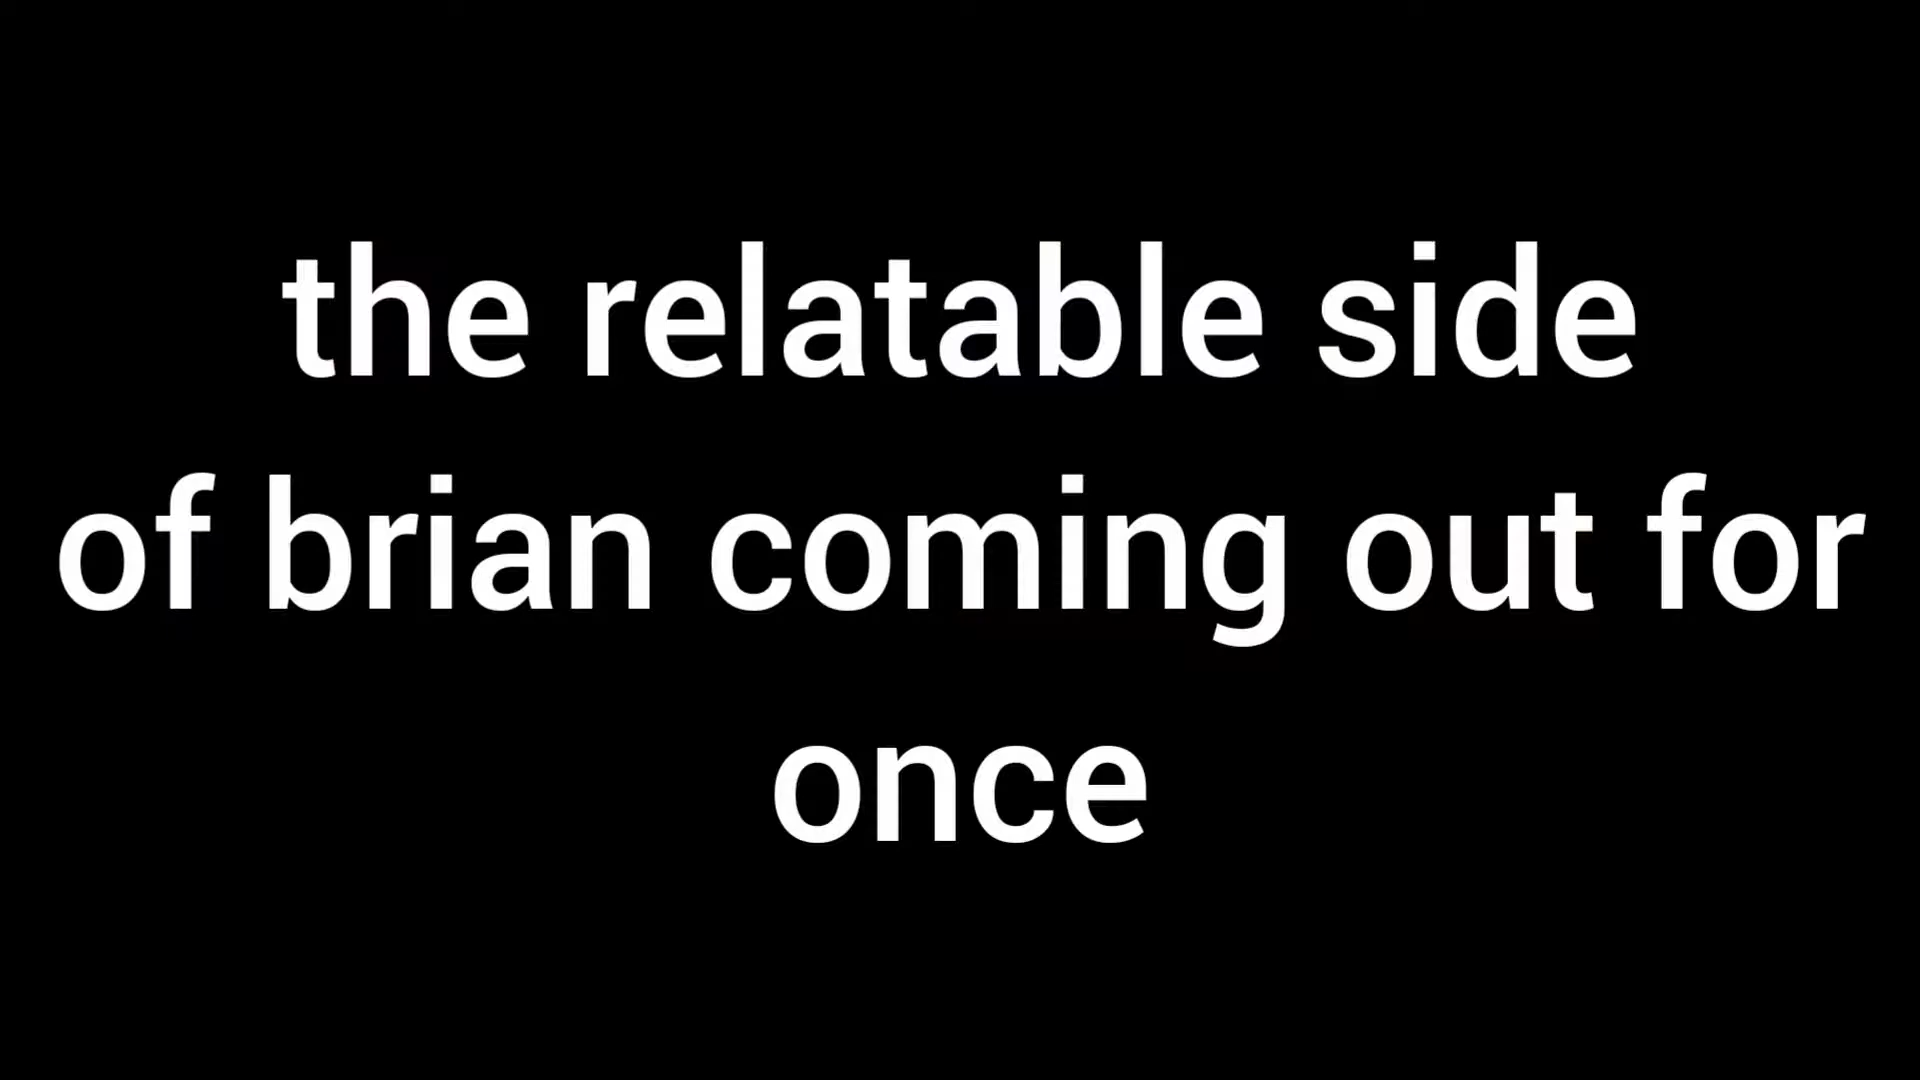 the relatable side
of brian coming out for
once